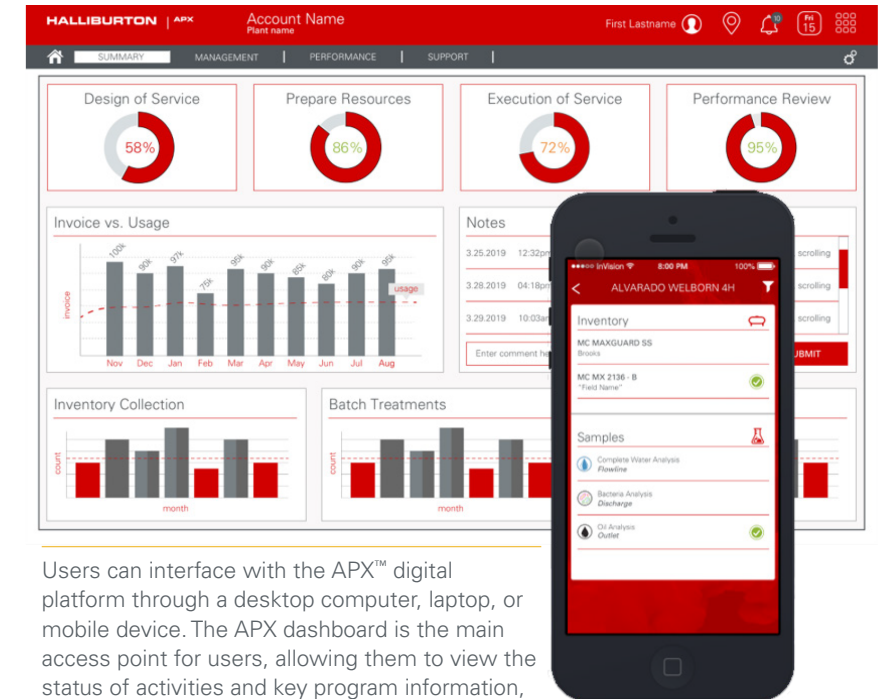 HALLIBURTON | APX
Account Name
Plant name
First Lastname
10
Fri
15
SUMMARY
MANAGEMENT
PERFORMANCE
SUPPORT
Design of Service
58%
Prepare Resources
86%
Execution of Service
72%
Performance Review
95%
Invoice vs. Usage
invoice
100k
90k
97k
75k
95k
90k
85k
80k
90k
95k
usage
Nov Dec Jan Feb Mar Apr May Jun Jul Aug
Notes
3.25.2019 12:32pm
scrolling
3.28.2019 04:18pm
scrolling
3.29.2019 10:03am
scrolling
Enter comment he
UBMIT
Inventory Collection
count
month
Batch Treatments
count
month
InVision 8:00 PM 100%
ALVARADO WELBORN 4H
Inventory
MC MAXGUARD SS
Brooks
MC MX 2136 - B
"Field Name"
Samples
Complete Water Analysis
Flowline
Bacteria Analysis
Discharge
Oil Analysis
Outlet
Users can interface with the APX™ digital
platform through a desktop computer, laptop, or
mobile device. The APX dashboard is the main
access point for users, allowing them to view the
status of activities and key program information,